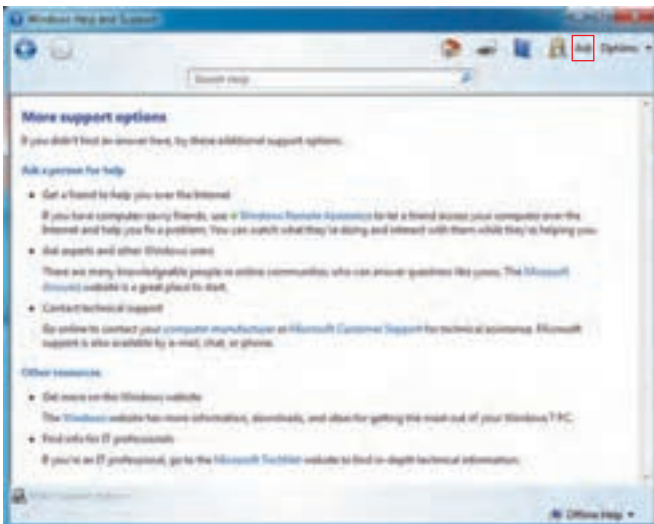 Windows Help and Support
Ask Options
Search Help
More support options
If you didn't find an answer here, try these additional support options.
Ask a person for help
Get a friend to help you over the Internet
If you have computer-savvy friends, use Windows Remote Assistance to let a friend access your computer over the
Internet and help you fix a problem. You can watch what they're doing and interact with them while they're helping you.
Ask experts and other Windows users
There are many knowledgeable people in online communities who can answer questions like yours. The Microsoft
Answers website is a great place to start.
Contact technical support
Go online to contact your computer manufacturer or Microsoft Customer Support for technical assistance. Microsoft
support is also available by e-mail, chat, or phone.
Other resources
Get more on the Windows website
The Windows website has more information, downloads, and ideas for getting the most out of your Windows 7 PC.
Find info for IT professionals
If you're an IT professional, go to the Microsoft TechNet website to find in-depth technical information.
Offline Help